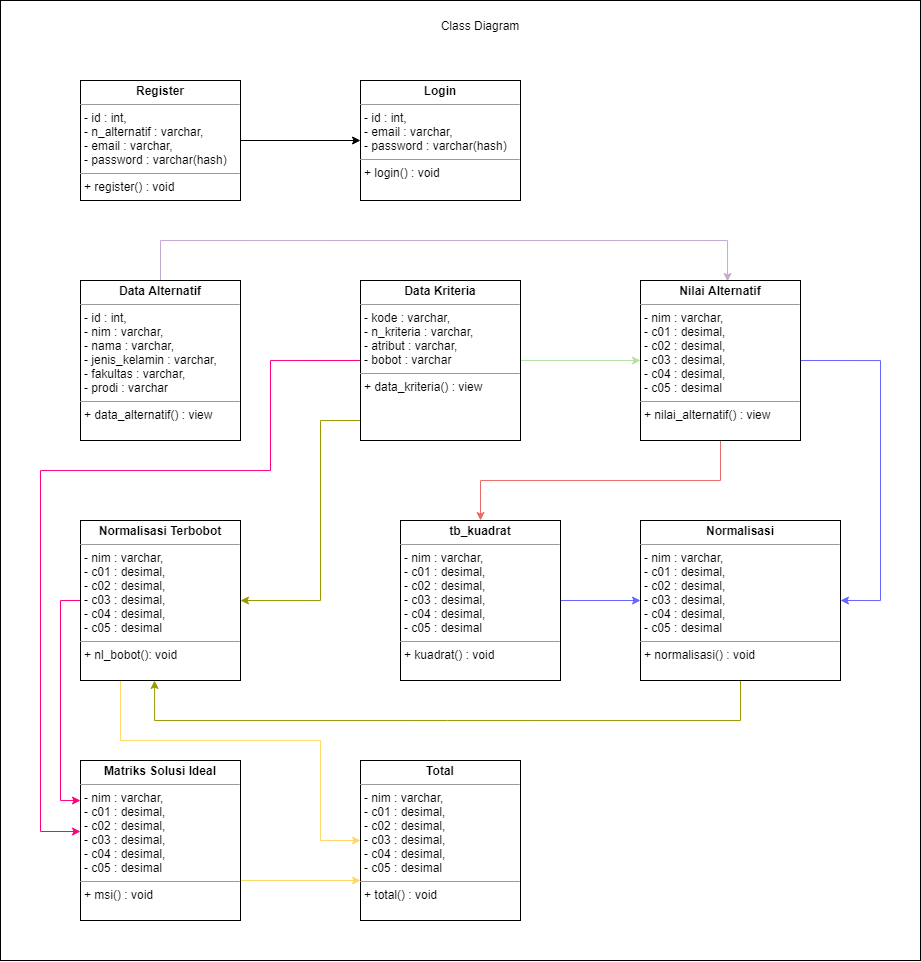 Class Diagram
Register
- id : int,
- n_alternatif : varchar,
- email : varchar,
- password : varchar(hash)
+ register() : void
Login
- id : int,
- email : varchar,
- password : varchar(hash)
+ login() : void
Data Alternatif
- id : int,
- nim : varchar,
- nama : varchar,
- jenis_kelamin : varchar,
- fakultas : varchar,
- prodi : varchar
+ data_alternatif() : view
Data Kriteria
- kode : varchar,
- n_kriteria : varchar,
- atribut : varchar,
- bobot : varchar
+ data_kriteria() : view
Nilai Alternatif
- nim : varchar,
- c01 : desimal,
- c02 : desimal,
- c03 : desimal,
- c04 : desimal,
- c05 : desimal
+ nilai_alternatif() : view
Normalisasi Terbobot
- nim : varchar,
- c01 : desimal,
- c02 : desimal,
- c03 : desimal,
- c04 : desimal,
- c05 : desimal
+ nl_bobot(): void
tb_kuadrat
- nim : varchar,
- c01 : desimal,
- c02 : desimal,
- c03 : desimal,
- c04 : desimal,
- c05 : desimal
+ kuadrat() : void
Normalisasi
- nim : varchar,
- c01 : desimal,
- c02 : desimal,
- c03 : desimal,
- c04 : desimal,
- c05 : desimal
+ normalisasi() : void
Matriks Solusi Ideal
- nim : varchar,
- c01 : desimal,
- c02 : desimal,
- c03 : desimal,
- c04 : desimal,
- c05 : desimal
+ msi() : void
Total
- nim : varchar,
- c01 : desimal,
- c02 : desimal,
- c03 : desimal,
- c04 : desimal,
- c05 : desimal
+ total() : void